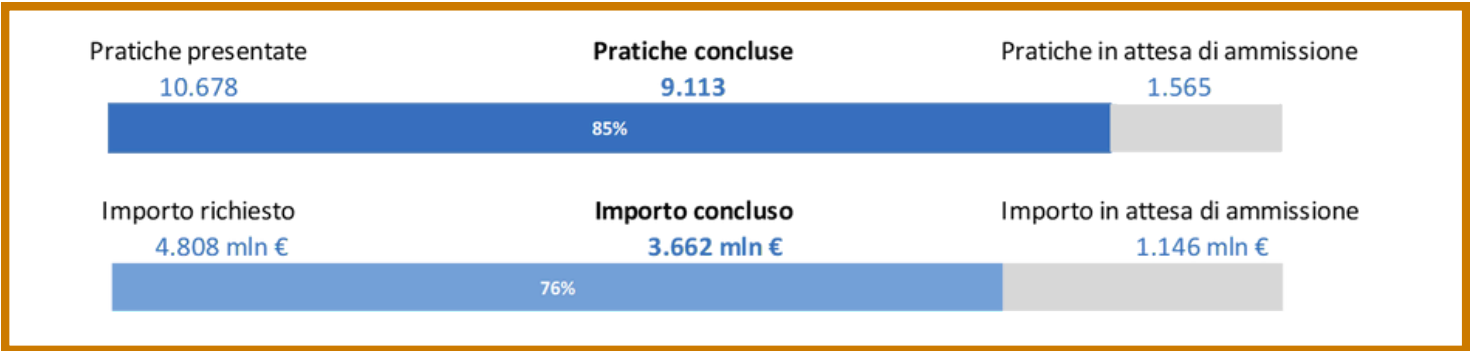 Pratiche presentate
Pratiche concluse
Pratiche in attesa di ammissione
10.678
9.113
1.565
85%
Importo richiesto
Importo concluso
Importo in attesa di ammissione
4.808 mln €
3.662 mln €
1.146 mln €
76%